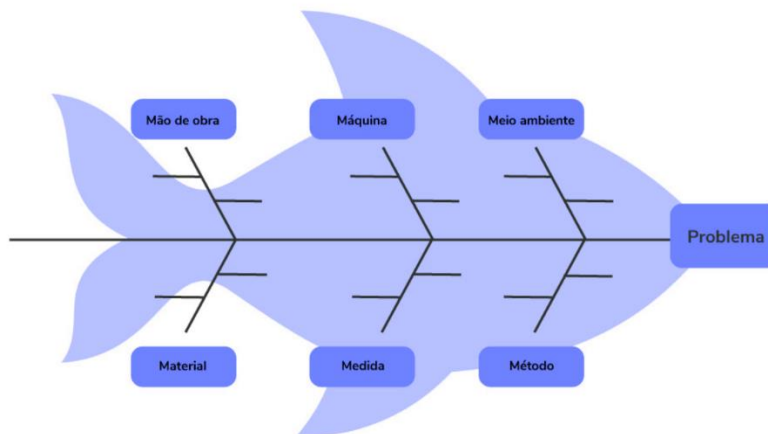 Mão de obra
Máquina
Meio ambiente
Problema
Material
Medida
Método